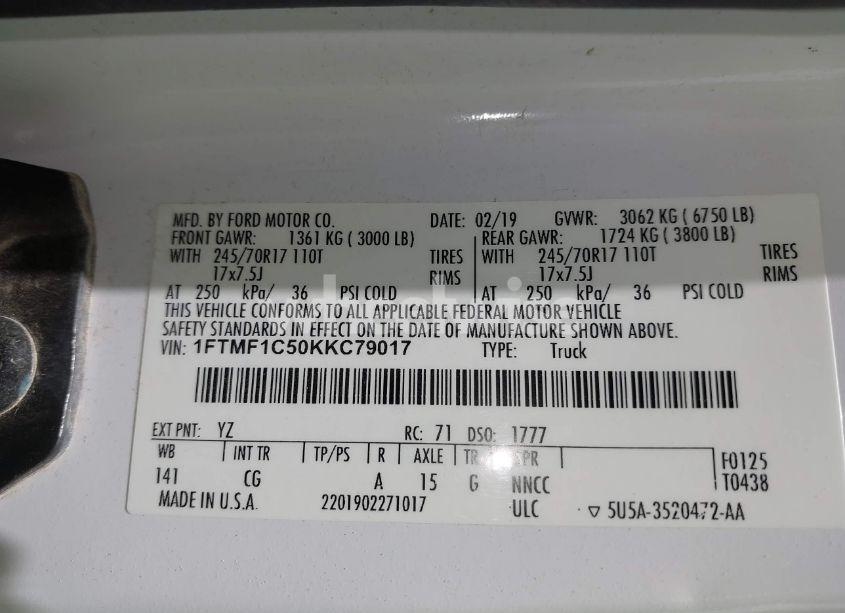 MFD. BY FORD MOTOR CO. DATE: 02/19 GVWR: 3062 KG ( 6750 LB)
FRONT GAWR: 1361 KG ( 3000 LB) REAR GAWR: 1724 KG ( 3800 LB)
WITH 245/70R17 110T TIRES WITH 245/70R17 110T TIRES
17x7.5J RIMS 17x7.5J RIMS
AT 250 kPa/ 36 PSI COLD AT 250 kPa/ 36 PSI COLD
THIS VEHICLE CONFORMS TO ALL APPLICABLE FEDERAL MOTOR VEHICLE
SAFETY STANDARDS IN EFFECT ON THE DATE OF MANUFACTURE SHOWN ABOVE.
VIN: 1FTMF1C50KKC79017 TYPE: Truck
EXT PNT: YZ RC: 71 DSO: 1777
WB INT TR TP/PS R AXLE TR SPR F0125
141 CG A 15 G NNCC T0438
MADE IN U.S.A. 2201902271017 ULC ▽ 5U5A-3520472-AA